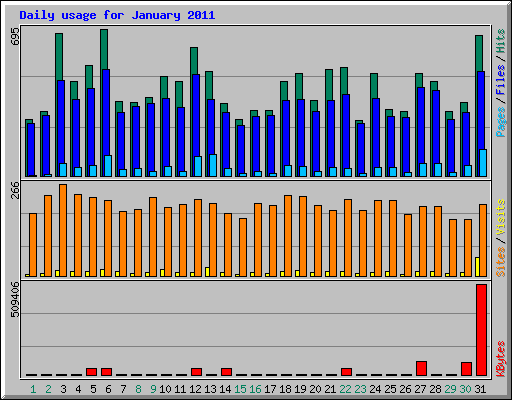 Daily usage for January 2011
695
Pages / Files / Hits
266
Sites / Visits
509406
KBytes
1 2 3 4 5 6 7 8 9 10 11 12 13 14 15 16 17 18 19 20 21 22 23 24 25 26 27 28 29 30 31